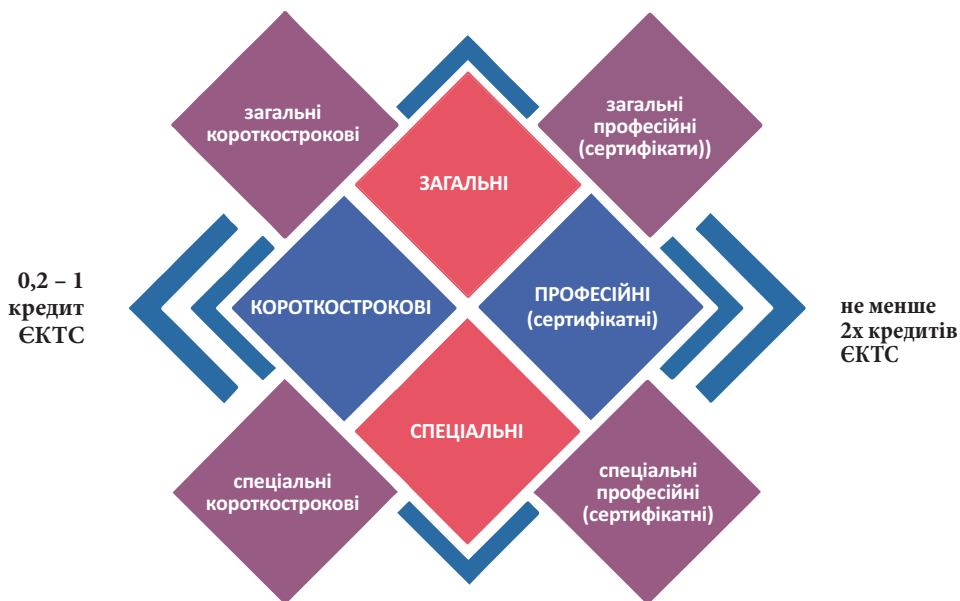 загальні
короткострокові
загальні
професійні
(сертифікати))
ЗАГАЛЬНІ
0,2 – 1
кредит
ЄКТС
КОРОТКОСТРОКОВІ
ПРОФЕСІЙНІ
(сертифікатні)
не менше
2х кредитів
ЄКТС
СПЕЦІАЛЬНІ
спеціальні
короткострокові
спеціальні
професійні
(сертифікатні)